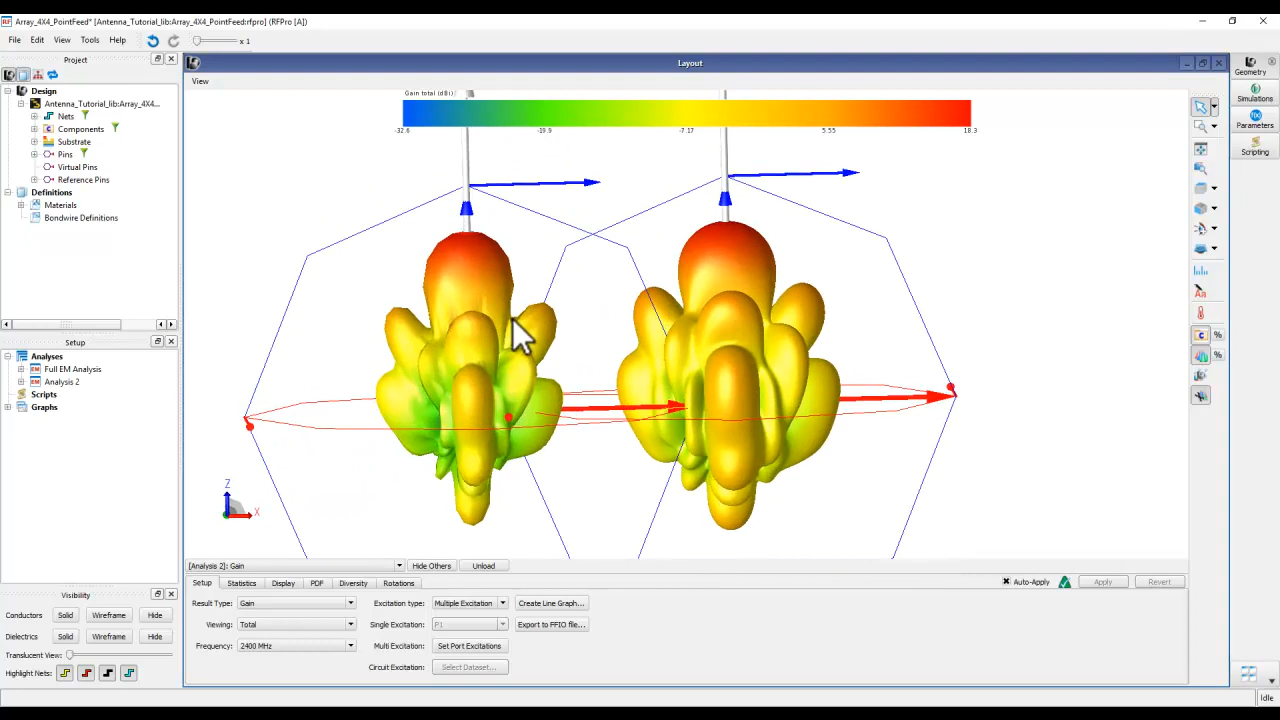 RF Array_4X4_PointFeed* [Antenna_Tutorial_lib:Array_4X4_PointFeed:rfpro] (RFPro) [A]
File Edit View Tools Help x 1
Project
Design
Antenna_Tutorial_lib:Array_4X4...
Nets
Components
Substrate
Pins
Virtual Pins
Reference Pins
Definitions
Materials
Bondwire Definitions
Setup
Analyses
EM Full EM Analysis
EM Analysis 2
Scripts
Graphs
Visibility
Conductors Solid Wireframe Hide
Dielectrics Solid Wireframe Hide
Translucent View:
Highlight Nets:
Layout
View
Gain total (dBi)
-32.6 -19.9 -7.17 5.55 18.3
Z
X
[Analysis 2]: Gain Hide Others Unload
Setup Statistics Display PDF Diversity Rotations Auto-Apply Apply Revert
Result Type: Gain Excitation type: Multiple Excitation Create Line Graph...
Viewing: Total Single Excitation: P1 Export to FFIO file...
Frequency: 2400 MHz Multi Excitation: Set Port Excitations
Circuit Excitation: Select Dataset...
Aa
C %
%
Geometry
Simulations
Parameters
Scripting
Idle